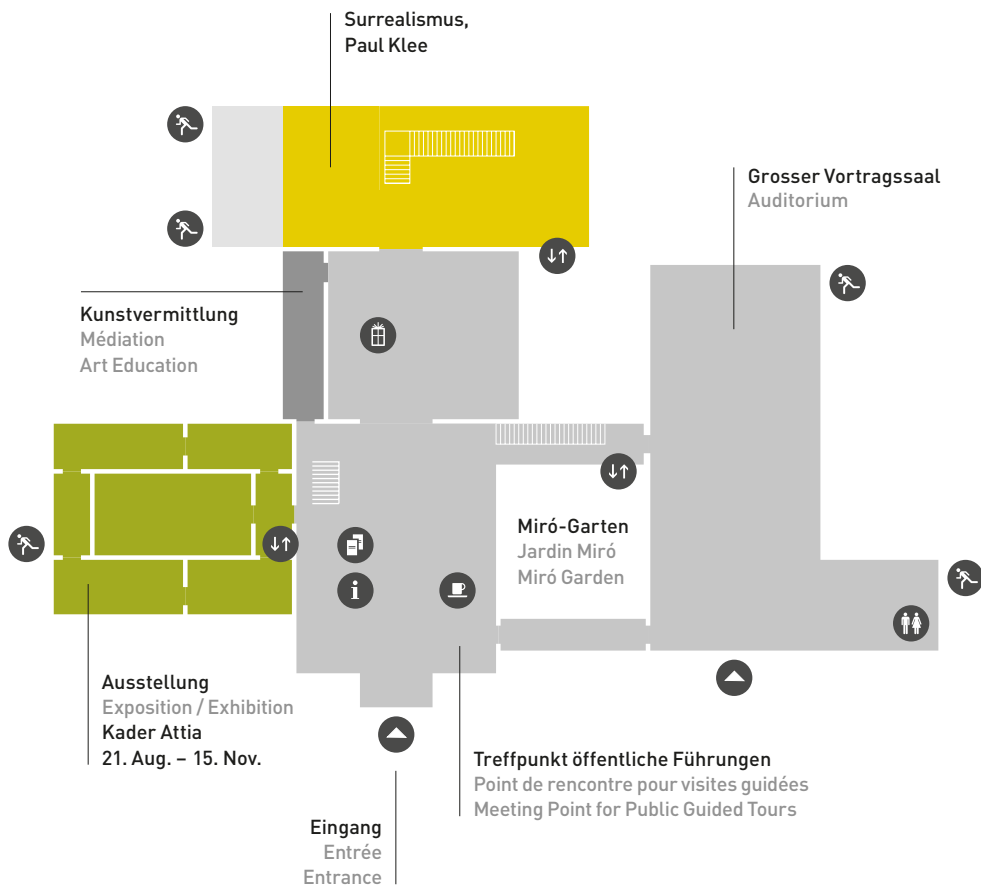 Surrealismus,
Paul Klee
Grosser Vortragssaal
Auditorium
Kunstvermittlung
Médiation
Art Education
Miró-Garten
Jardin Miró
Miró Garden
Ausstellung
Exposition / Exhibition
Kader Attia
21. Aug. – 15. Nov.
Treffpunkt öffentliche Führungen
Point de rencontre pour visites guidées
Meeting Point for Public Guided Tours
Eingang
Entrée
Entrance